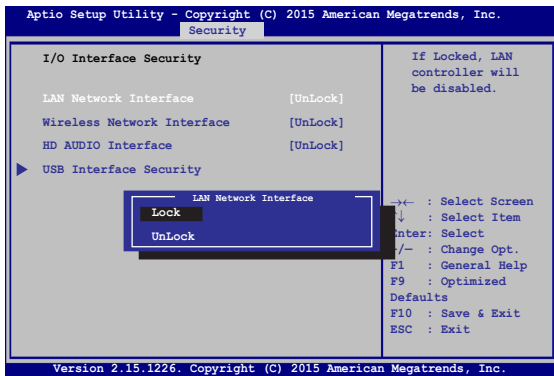 Aptio Setup Utility - Copyright (C) 2015 American Megatrends, Inc.
Security
I/O Interface Security
LAN Network Interface [UnLock]
Wireless Network Interface [UnLock]
HD AUDIO Interface [UnLock]
USB Interface Security
LAN Network Interface
Lock
UnLock
If Locked, LAN
controller will
be disabled.
→← : Select Screen
↓ : Select Item
Enter: Select
/— : Change Opt.
F1 : General Help
F9 : Optimized
Defaults
F10 : Save & Exit
ESC : Exit
Version 2.15.1226. Copyright (C) 2015 American Megatrends, Inc.